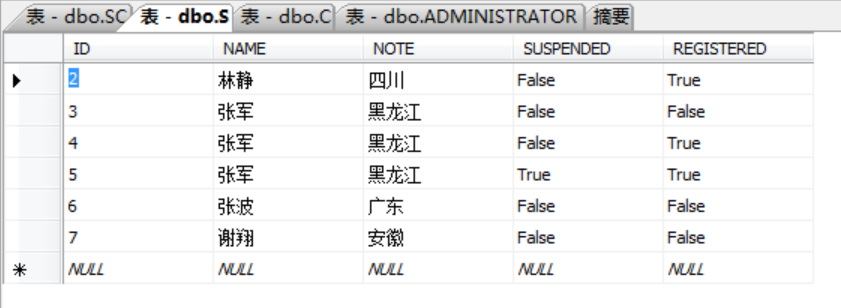 表 - dbo.SC 表 - dbo.S 表 - dbo.C 表 - dbo.ADMINISTRATOR 摘要
ID NAME NOTE SUSPENDED REGISTERED
2 林静 四川 False True
3 张军 黑龙江 False False
4 张军 黑龙江 False True
5 张军 黑龙江 True True
6 张波 广东 False False
7 谢翔 安徽 False False
NULL NULL NULL NULL NULL